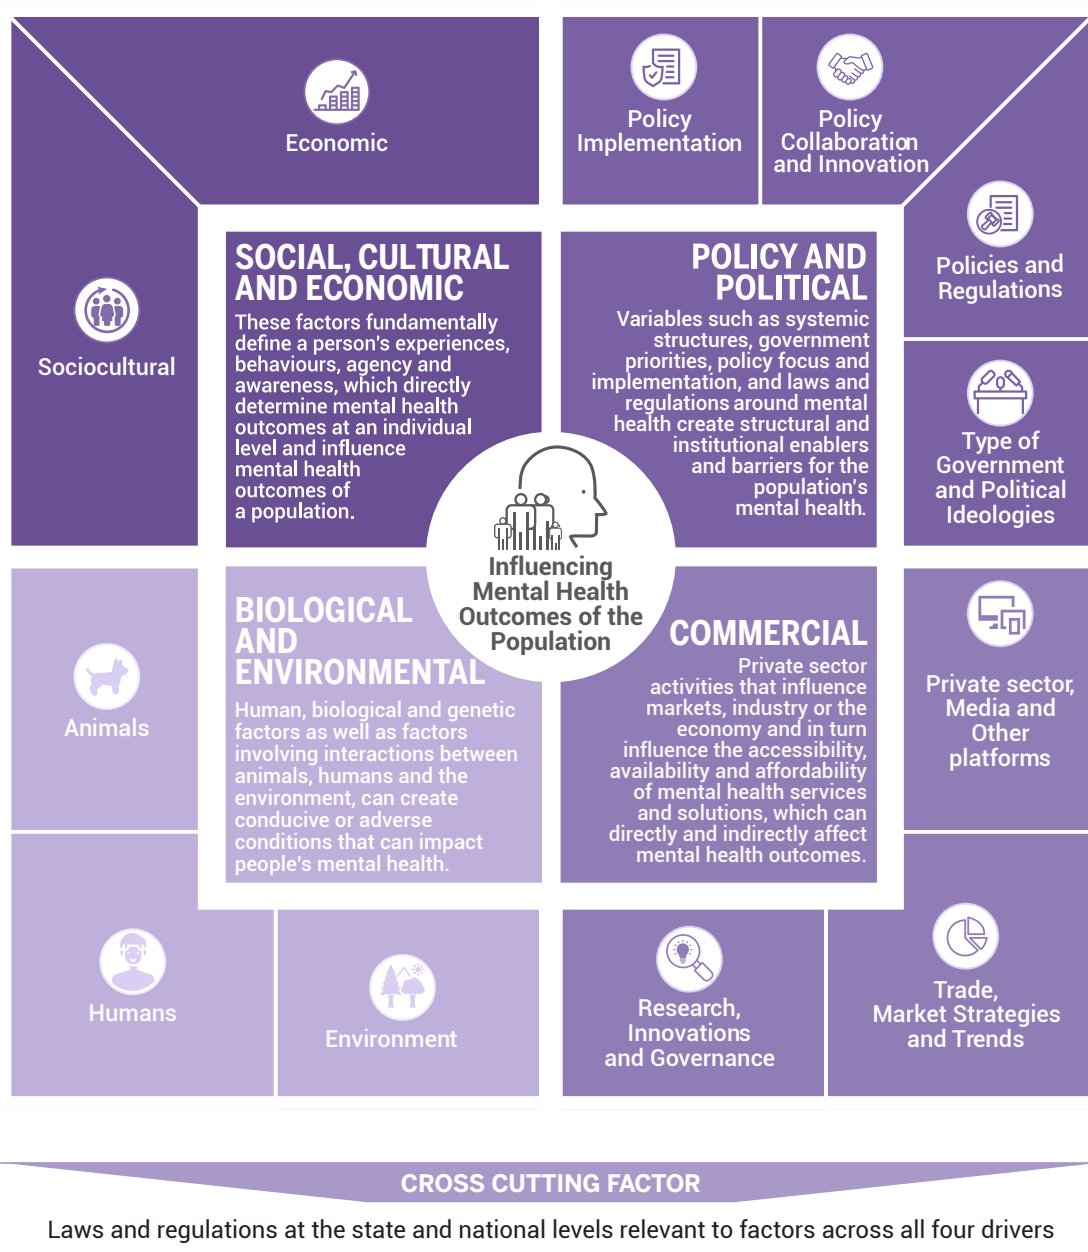 Economic
Sociocultural
SOCIAL, CULTURAL
AND ECONOMIC
These factors fundamentally
define a person's experiences,
behaviours, agency and
awareness, which directly
determine mental health
outcomes at an individual
level and influence
mental health
outcomes of
a population.
Policy
Implementation
Policy
Collaboration
and Innovation
Policies and
Regulations
Type of
Government
and Political
Ideologies
POLICY AND
POLITICAL
Variables such as systemic
structures, government
priorities, policy focus and
implementation, and laws and
regulations around mental
health create structural and
institutional enablers
and barriers for the
population's
mental health.
Influencing
Mental Health
Outcomes of the
Population
BIOLOGICAL
AND
ENVIRONMENTAL
Human, biological and genetic
factors as well as factors
involving interactions between
animals, humans and the
environment, can create
conducive or adverse
conditions that can impact
people's mental health.
Animals
Humans
Environment
COMMERCIAL
Private sector
activities that influence
markets, industry or the
economy and in turn
influence the accessibility,
availability and affordability
of mental health services
and solutions, which can
directly and indirectly affect
mental health outcomes.
Private sector,
Media and
Other
platforms
Research,
Innovations
and Governance
Trade,
Market Strategies
and Trends
CROSS CUTTING FACTOR
Laws and regulations at the state and national levels relevant to factors across all four drivers